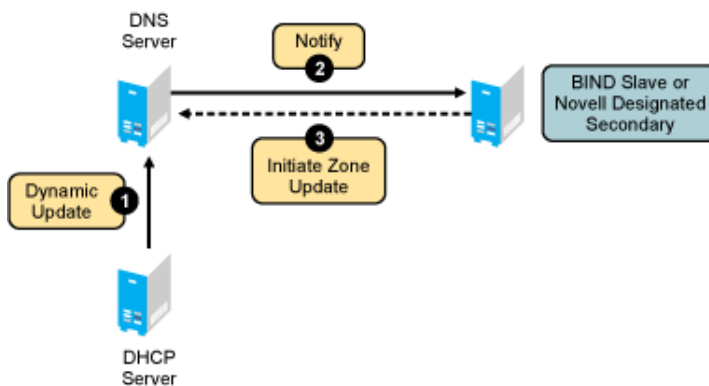 DNS
Server
Notify
2
BIND Slave or
Novell Designated
Secondary
3
Initiate Zone
Update
Dynamic
Update
1
DHCP
Server